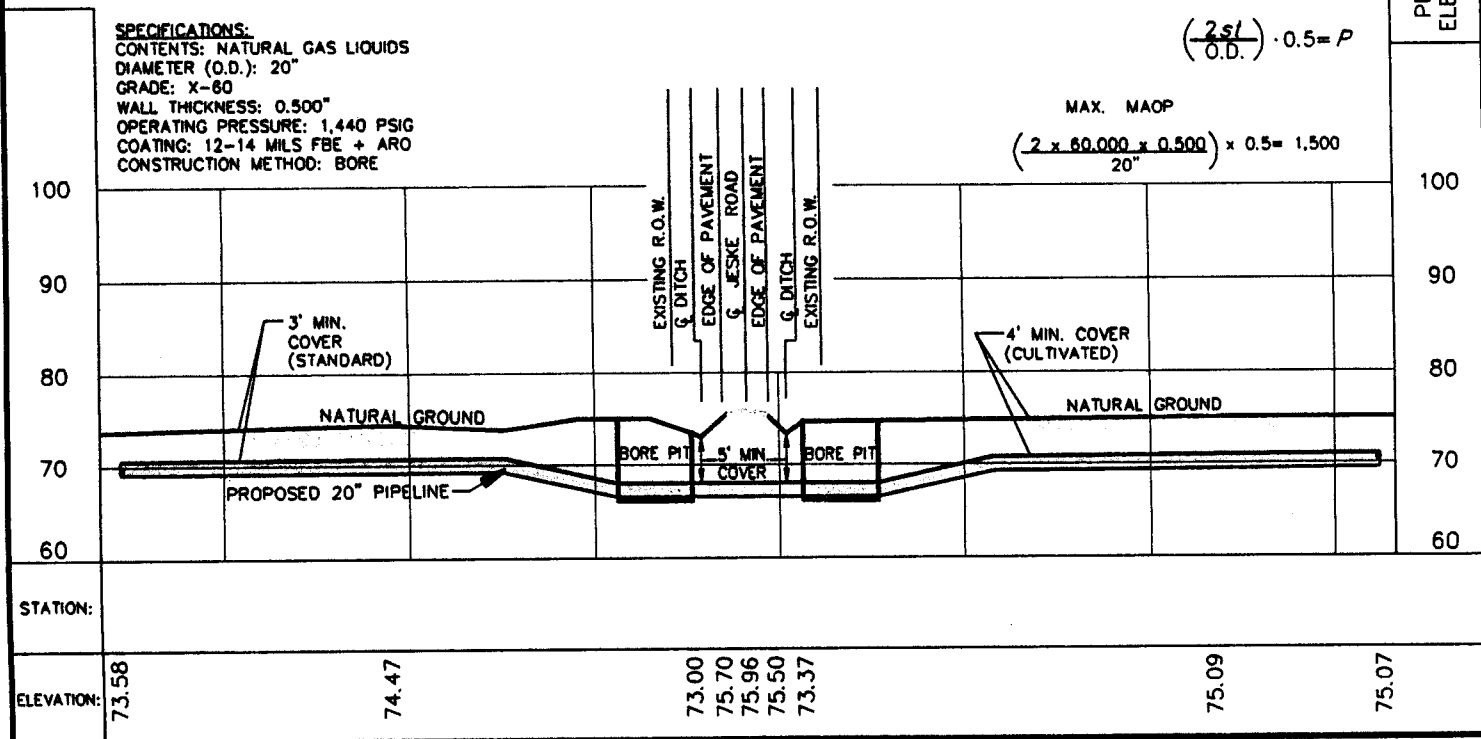 SPECIFICATIONS:
CONTENTS: NATURAL GAS LIQUIDS
DIAMETER (O.D.): 20"
GRADE: X-60
WALL THICKNESS: 0.500"
OPERATING PRESSURE: 1,440 PSIG
COATING: 12-14 MILS FBE + ARO
CONSTRUCTION METHOD: BORE
(2st/O.D.) · 0.5= P
MAX. MAOP
(2 x 60,000 x 0.500/20") x 0.5= 1,500
EXISTING R.O.W.
℄ DITCH
EDGE OF PAVEMENT
℄ JESKE ROAD
EDGE OF PAVEMENT
℄ DITCH
EXISTING R.O.W.
100
90
80
70
60
100
90
80
70
60
3' MIN.
COVER
(STANDARD)
4' MIN. COVER
(CULTIVATED)
NATURAL GROUND
NATURAL GROUND
BORE PIT
5' MIN.
COVER
BORE PIT
PROPOSED 20" PIPELINE
STATION:
ELEVATION:
73.58
74.47
73.00
75.70
75.96
75.50
73.37
75.09
75.07